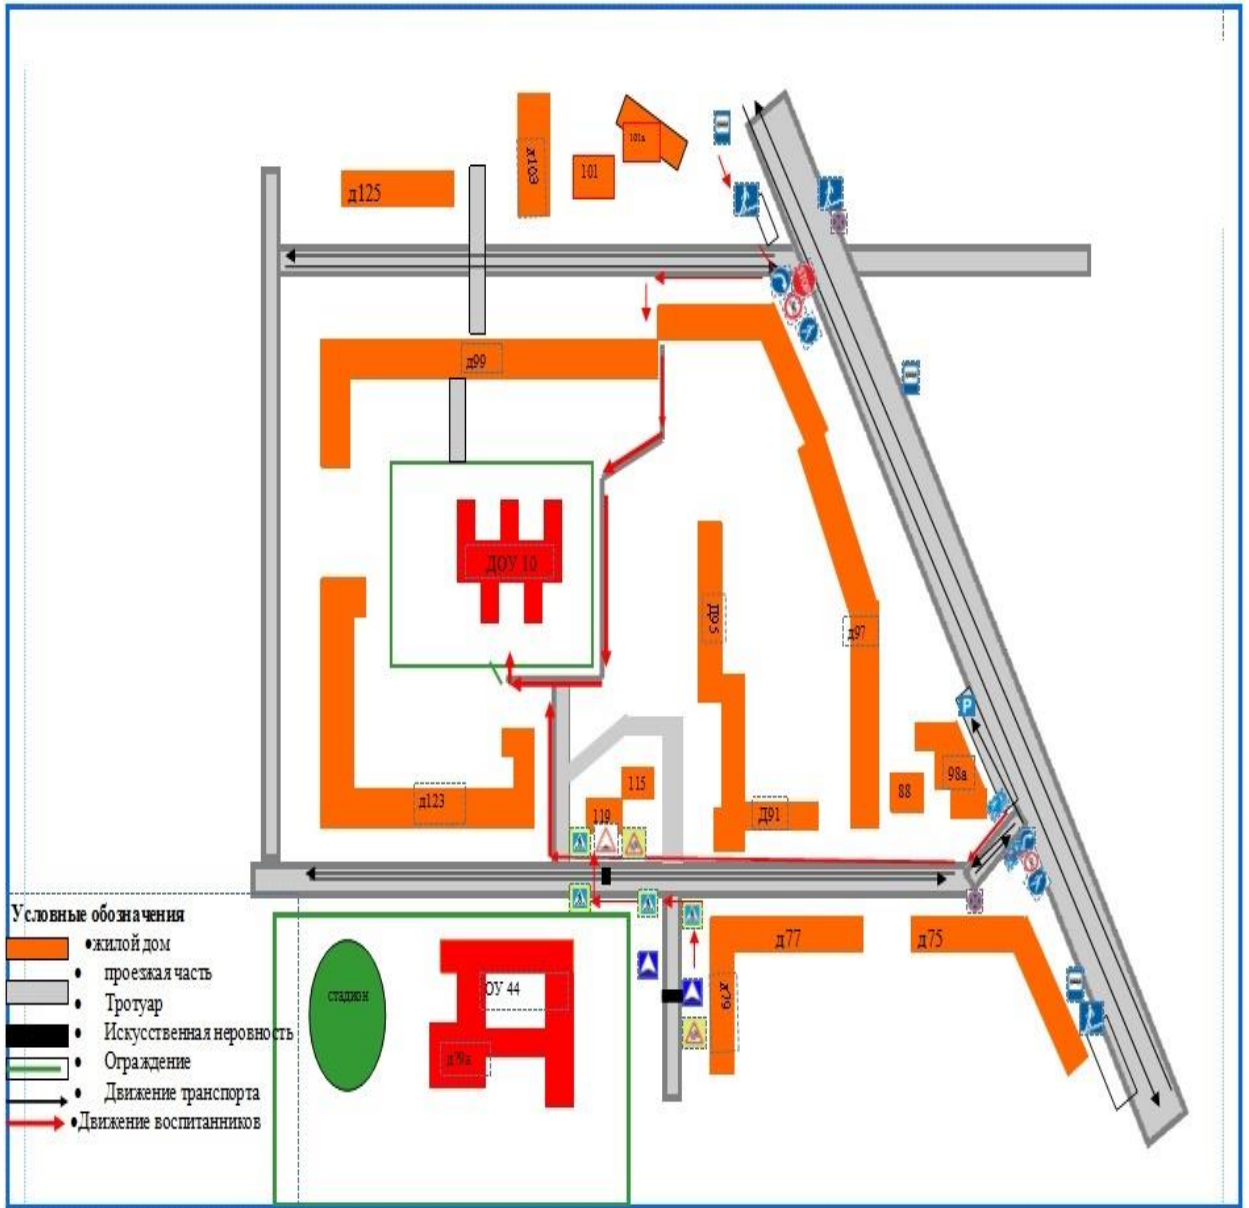 д103
101а
101
д125
д99
ДОУ 10
Д95
д97
98а
88
115
119
Д91
д123
P
д77
д75
д79
ОУ 44
стадион
д79а
Условные обозначения
•жилой дом
• проезжая часть
• Тротуар
• Искусственная неровность
• Ограждение
• Движение транспорта
•Движение воспитанников